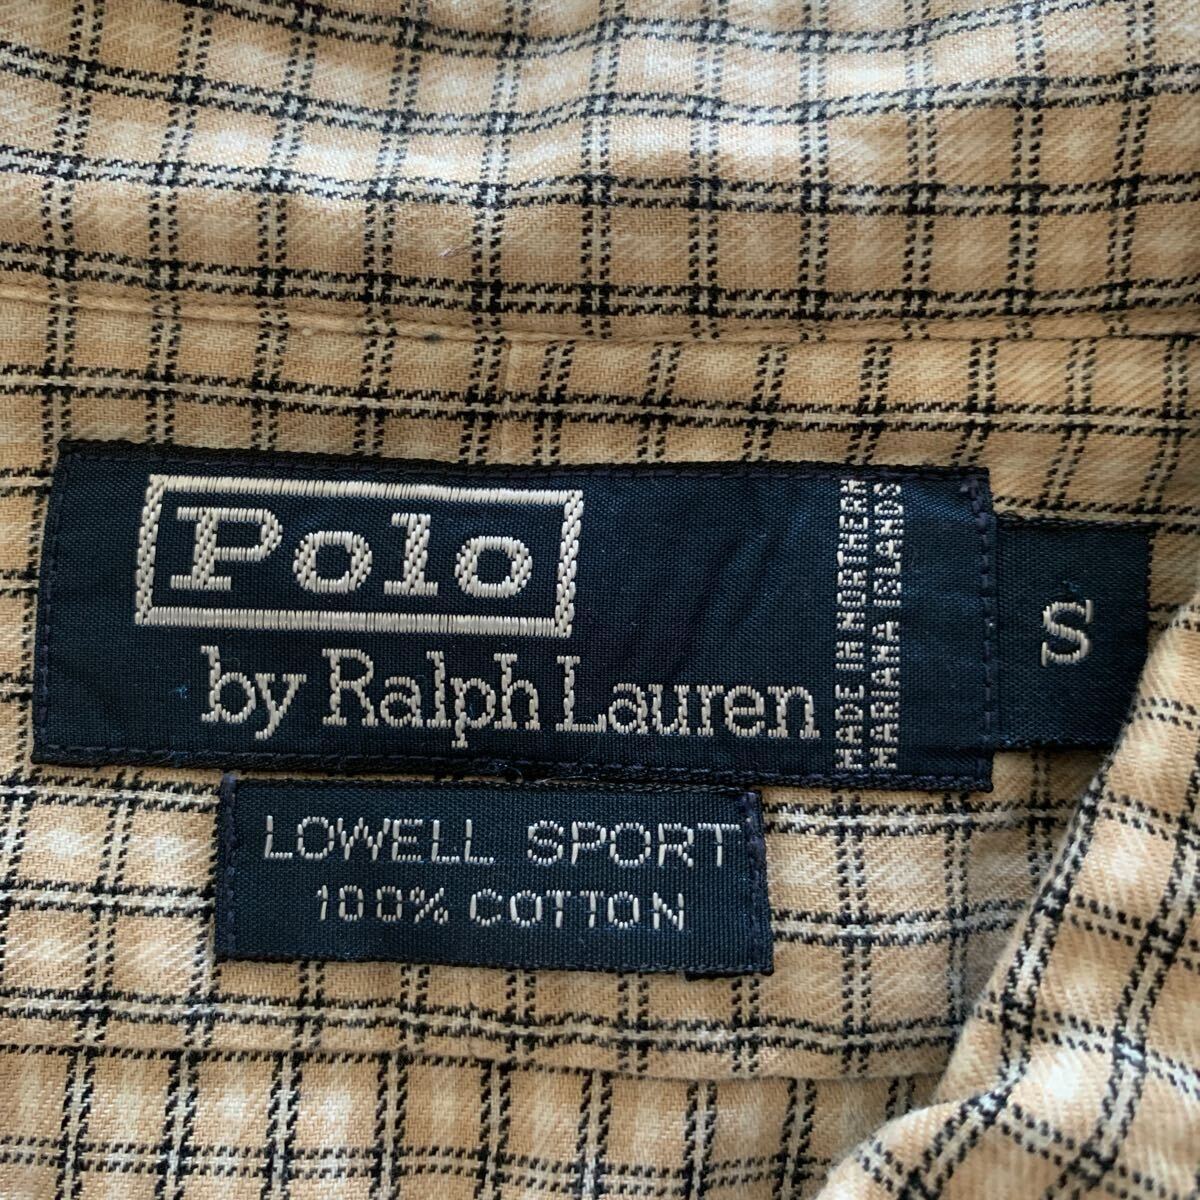 Polo
by Ralph Lauren
MADE IN NORTHERN
MARIANA ISLANDS
S
LOWELL SPORT
100% COTTON